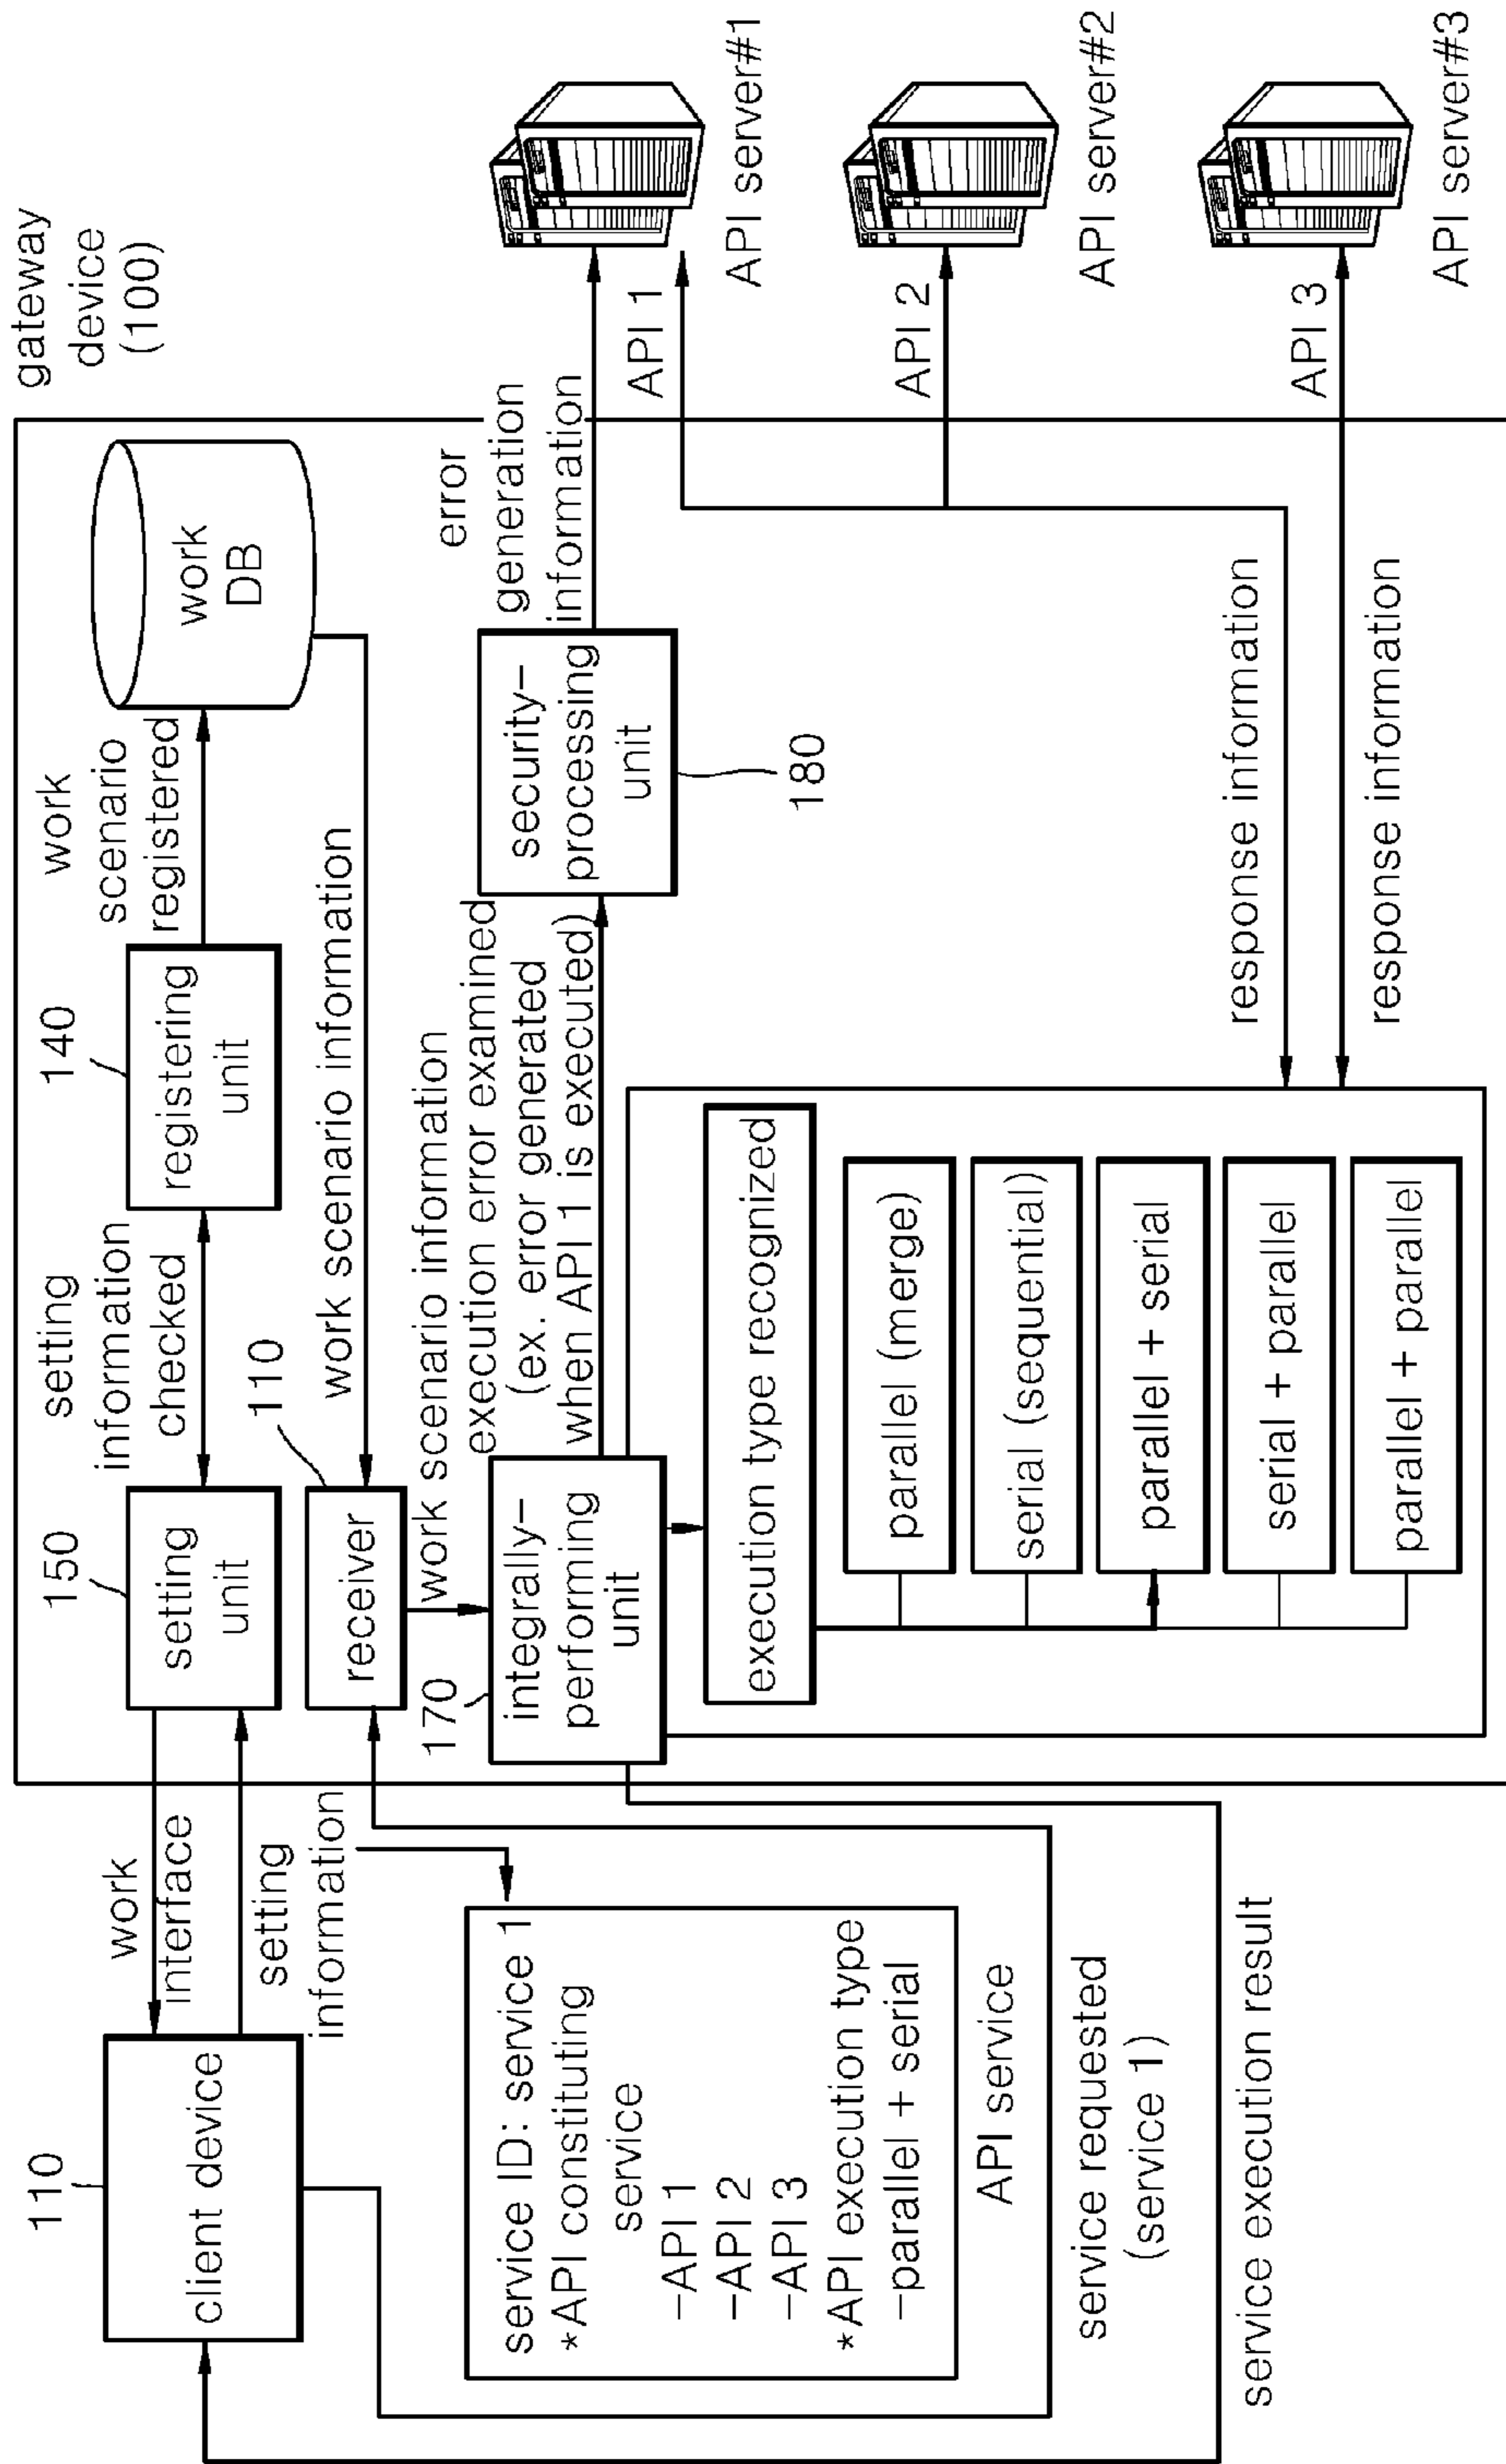 gateway
device
(100)
110
client device
work
interface
setting
information
150
setting
unit
setting
information
checked
140
registering
unit
work
scenario
registered
work
DB
110
receiver
work scenario information
work scenario information
service ID: service 1
*API constituting
service
–API 1
–API 2
–API 3
*API execution type
–parallel + serial
API service
service requested
(service 1)
service execution result
170
integrally–
performing
unit
execution error examined
(ex. error generated
when API 1 is executed)
security–
processing
unit
180
error
generation
information
execution type recognized
parallel (merge)
serial (sequential)
parallel + serial
serial + parallel
parallel + parallel
response information
response information
API 1
API server#1
API 2
API server#2
API 3
API server#3